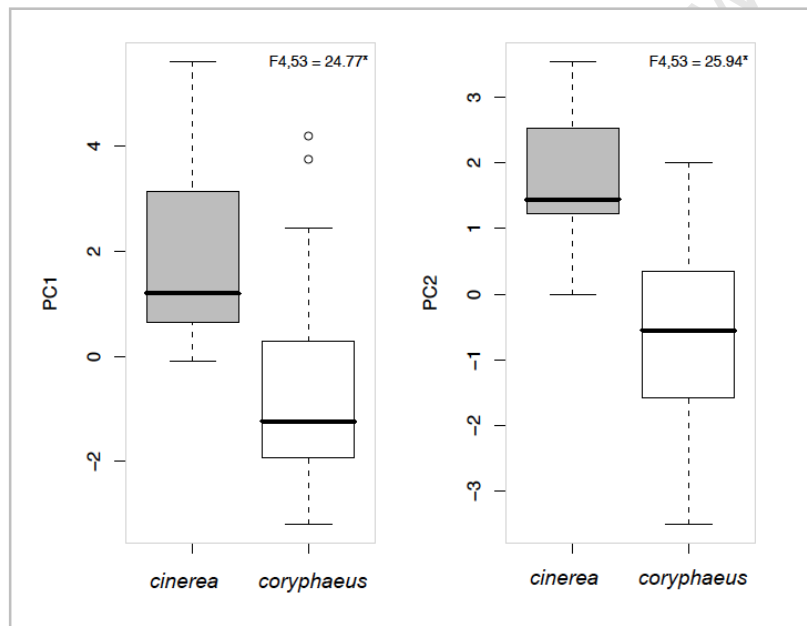 F4,53 = 24.77*
PC1
4
2
0
−2
cinerea
coryphaeus
F4,53 = 25.94*
PC2
3
2
1
0
−1
−2
−3
cinerea
coryphaeus